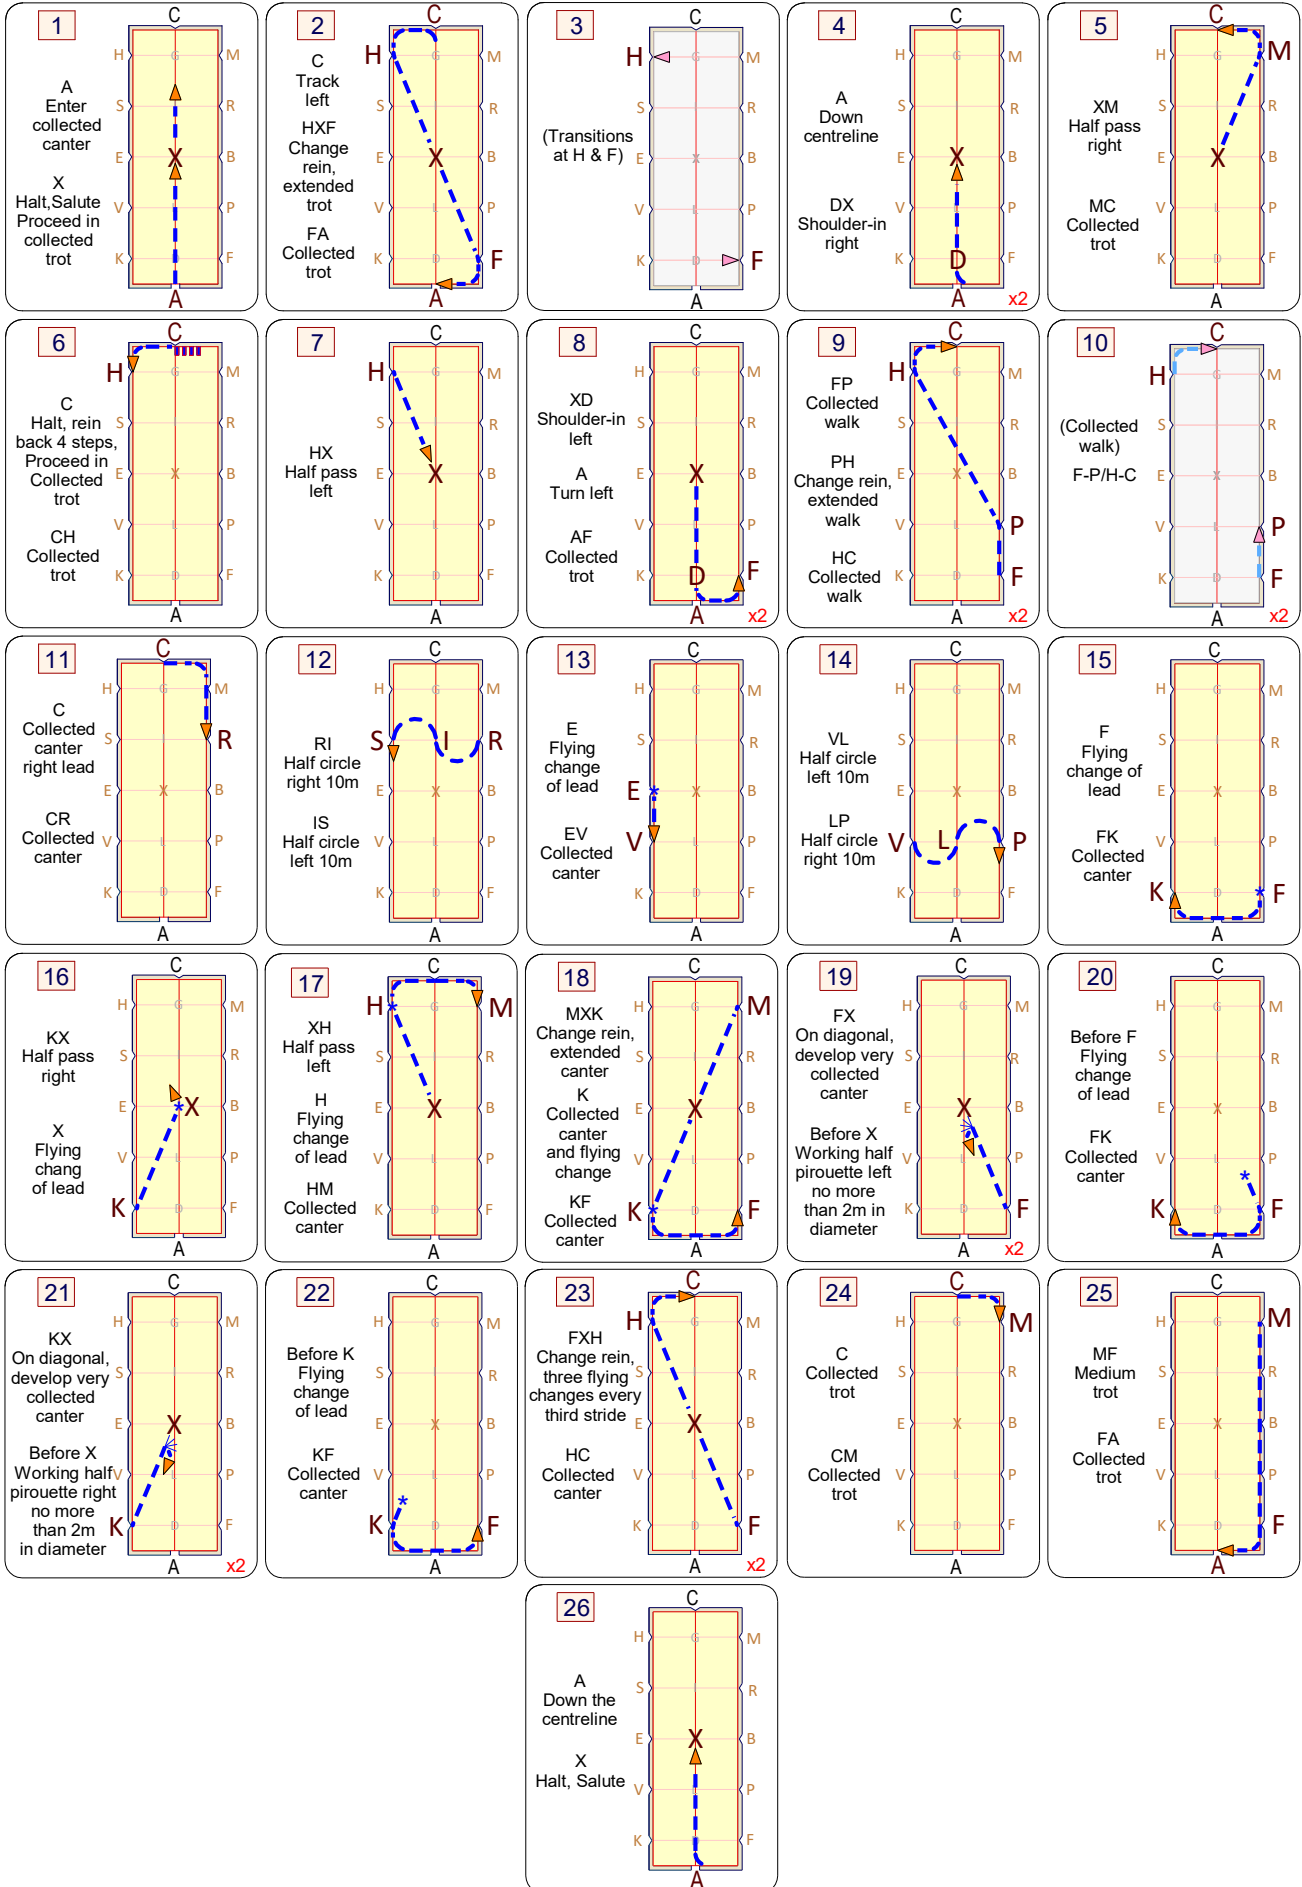 1
A
Enter
collected
canter
X
Halt,Salute
Proceed in
collected
trot
C
H G M
S R
E X B
V P
K F
A
2
C
Track
left
HXF
Change
rein,
extended
trot
FA
Collected
trot
C
H G M
S R
E X B
V L P
K D F
A
3
(Transitions
at H & F)
C
H G M
S R
E X B
V L P
K D F
A
4
A
Down
centreline
DX
Shoulder-in
right
C
H G M
S R
E X B
V P
K D F
A
x2
5
XM
Half pass
right
MC
Collected
trot
C
H G M
S R
E X B
V L P
K D F
A
6
C
Halt, rein
back 4 steps,
Proceed in
Collected
trot
CH
Collected
trot
C
H G M
S R
E X B
V L P
K D F
A
7
HX
Half pass
left
C
H G M
S R
E X B
V L P
K D F
A
8
XD
Shoulder-in
left
A
Turn left
AF
Collected
trot
C
H G M
S R
E X B
V P
K D F
A
x2
9
FP
Collected
walk
PH
Change rein,
extended
walk
HC
Collected
walk
C
H G M
S R
E X B
V L P
K D F
A
x2
10
(Collected
walk)
F-P/H-C
C
H G M
S R
E X B
V L P
K D F
A
x2
11
C
Collected
canter
right lead
CR
Collected
canter
C
H G M
S R
E X B
V L P
K D F
A
12
RI
Half circle
right 10m
IS
Half circle
left 10m
C
H G M
S I R
E X B
V L P
K D F
A
13
E
Flying
change
of lead
EV
Collected
canter
C
H G M
S R
E X B
V L P
K D F
A
14
VL
Half circle
left 10m
LP
Half circle
right 10m
C
H G M
S R
E X B
V L P
K D F
A
15
F
Flying
change of
lead
FK
Collected
canter
C
H G M
S R
E X B
V L P
K D F
A
16
KX
Half pass
right
X
Flying
chang
of lead
C
H G M
S R
E X B
V L P
K D F
A
17
XH
Half pass
left
H
Flying
change
of lead
HM
Collected
canter
C
H G M
S R
E X B
V L P
K D F
A
18
MXK
Change rein,
extended
canter
K
Collected
canter
and flying
change
KF
Collected
canter
C
H G M
S R
E X B
V L P
K D F
A
19
FX
On diagonal,
develop very
collected
canter
Before X
Working half
pirouette left
no more
than 2m in
diameter
C
H G M
S R
E X B
V L P
K D F
A
x2
20
Before F
Flying
change
of lead
FK
Collected
canter
C
H G M
S R
E X B
V L P
K D F
A
21
KX
On diagonal,
develop very
collected
canter
Before X
Working half
pirouette right
no more
than 2m
in diameter
C
H G M
S R
E X B
V L P
K D F
A
x2
22
Before K
Flying
change
of lead
KF
Collected
canter
C
H G M
S R
E X B
V L P
K D F
A
23
FXH
Change rein,
three flying
changes every
third stride
HC
Collected
canter
C
H G M
S R
E X B
V L P
K D F
A
x2
24
C
Collected
trot
CM
Collected
trot
C
H G M
S R
E X B
V L P
K D F
A
25
MF
Medium
trot
FA
Collected
trot
C
H G M
S R
E X B
V L P
K D F
A
26
A
Down the
centreline
X
Halt, Salute
C
H G M
S R
E X B
V P
K F
A